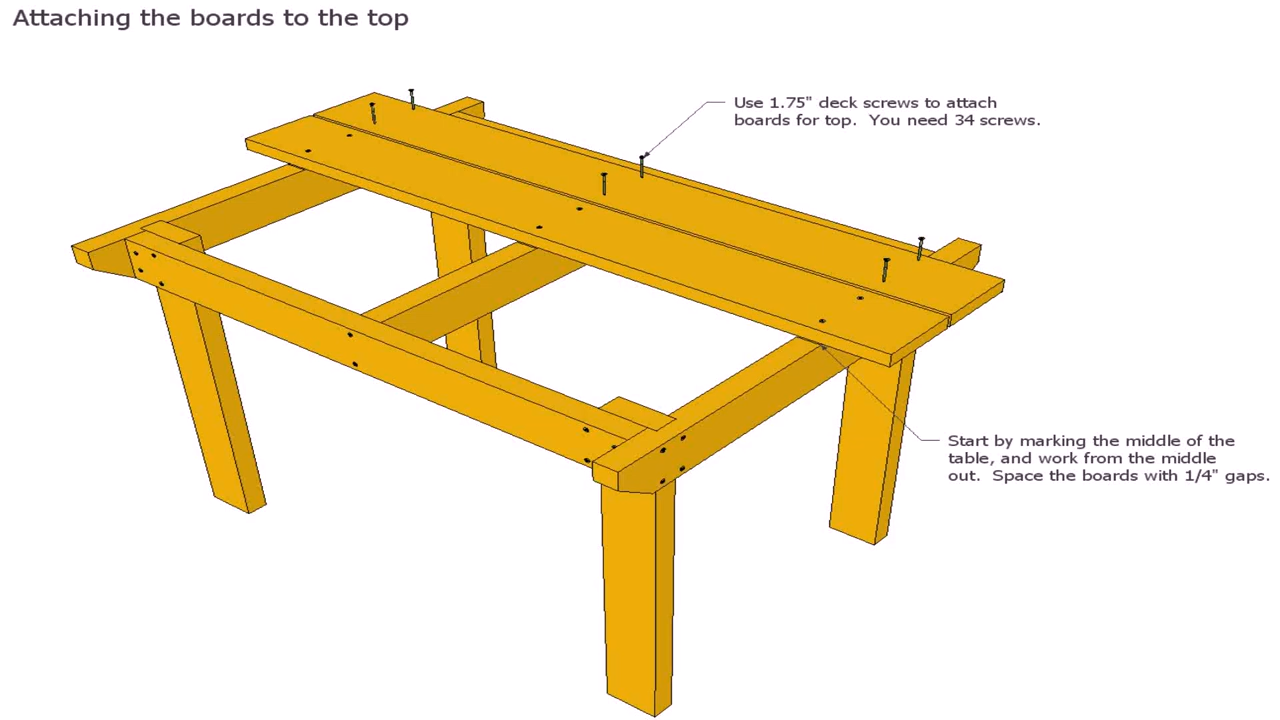 Attaching the boards to the top
Use 1.75" deck screws to attach
boards for top.  You need 34 screws.
Start by marking the middle of the
table, and work from the middle
out.  Space the boards with 1/4" gaps.